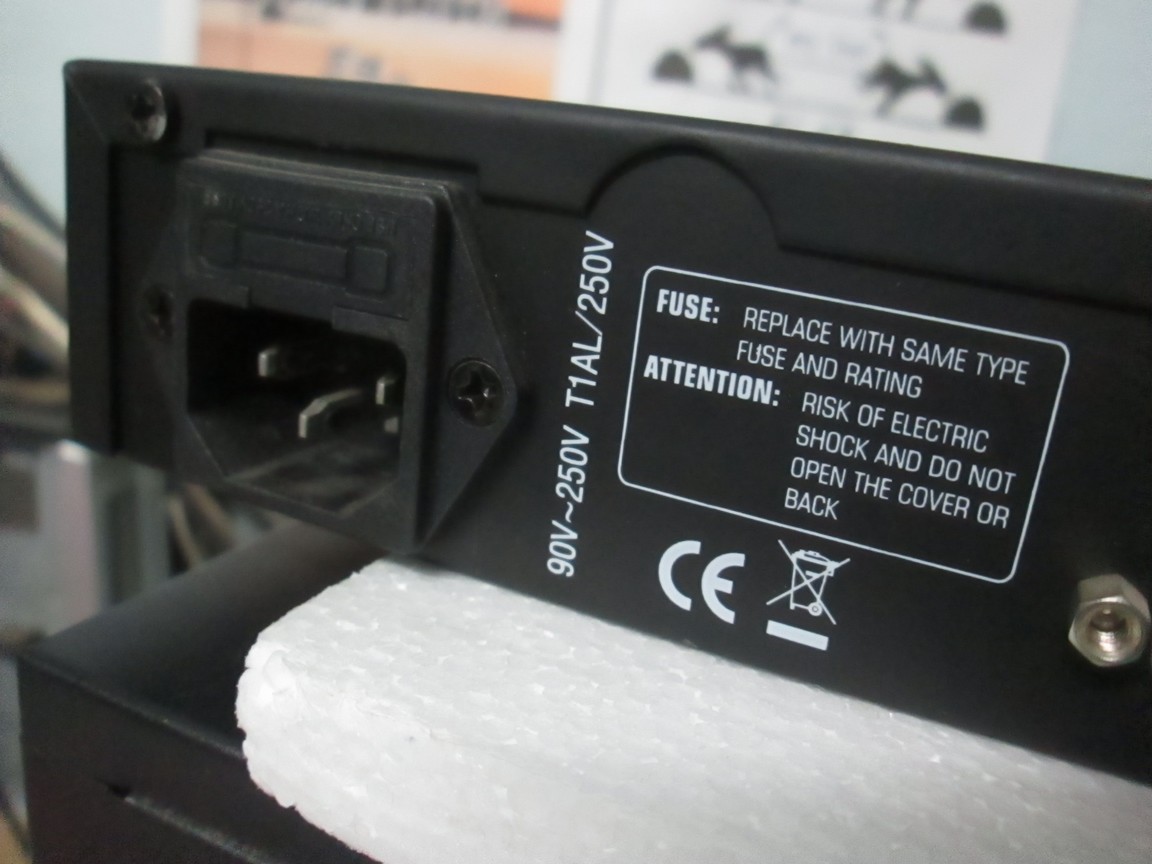 90V~250V T1AL/250V
FUSE: REPLACE WITH SAME TYPE
FUSE AND RATING
ATTENTION: RISK OF ELECTRIC
SHOCK AND DO NOT
OPEN THE COVER OR
BACK
CE